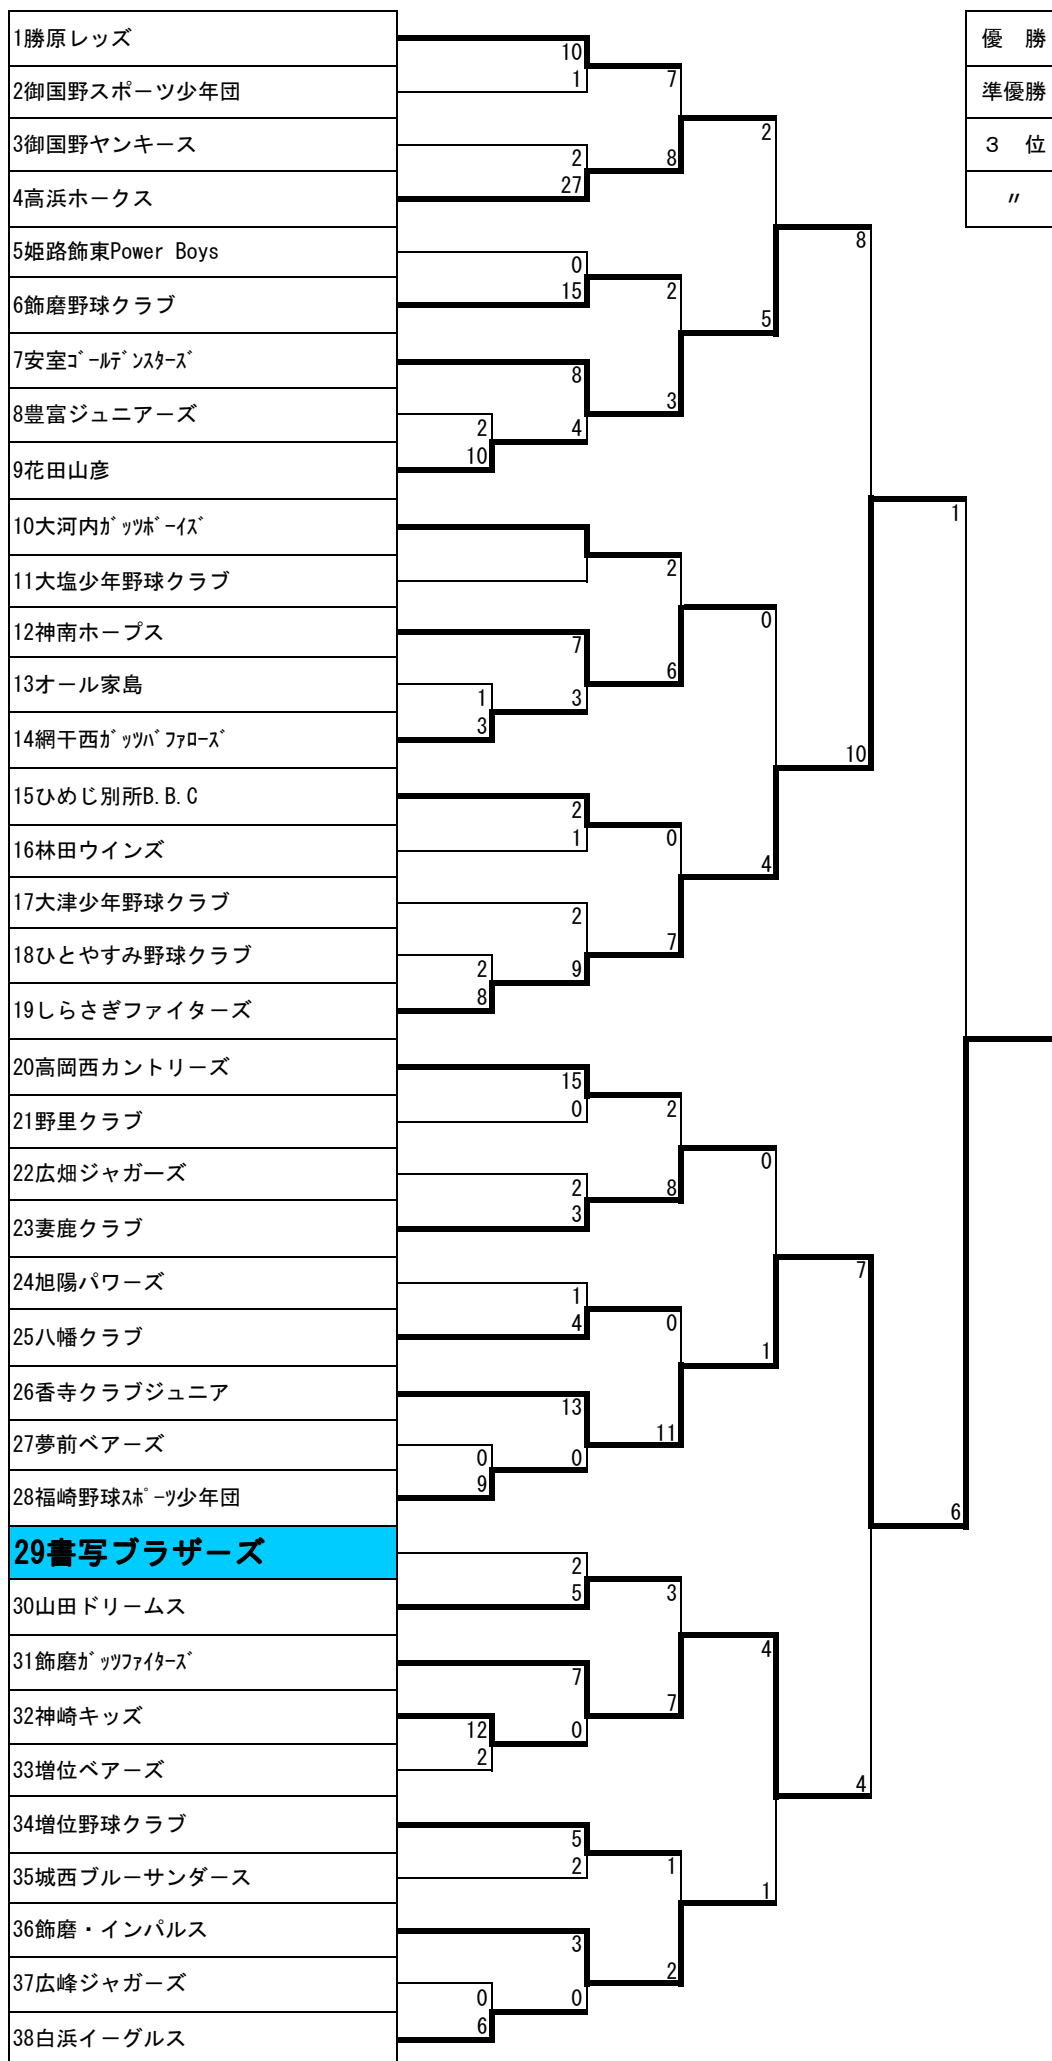 1勝原レッズ
2御国野スポーツ少年団
3御国野ヤンキース
4高浜ホークス
5姫路飾東Power Boys
6飾磨野球クラブ
7安室ｺﾞｰﾙﾃﾞﾝｽﾀｰｽﾞ
8豊富ジュニアーズ
9花田山彦
10大河内ｶﾞｯﾂﾎﾞｰｲｽﾞ
11大塩少年野球クラブ
12神南ホープス
13オール家島
14網干西ｶﾞｯﾂﾊﾞﾌｧﾛｰｽﾞ
15ひめじ別所B.B.C
16林田ウインズ
17大津少年野球クラブ
18ひとやすみ野球クラブ
19しらさぎファイターズ
20高岡西カントリーズ
21野里クラブ
22広畑ジャガーズ
23妻鹿クラブ
24旭陽パワーズ
25八幡クラブ
26香寺クラブジュニア
27夢前ベアーズ
28福崎野球ｽﾎﾟｰﾂ少年団
29書写ブラザーズ
30山田ドリームス
31飾磨ｶﾞｯﾂﾌｧｲﾀｰｽﾞ
32神崎キッズ
33増位ベアーズ
34増位野球クラブ
35城西ブルーサンダース
36飾磨・インパルス
37広峰ジャガーズ
38白浜イーグルス
2
10
1
3
2
8
0
9
12
2
0
6
10
1
2
27
0
15
8
4
7
3
2
1
2
9
15
0
2
3
1
4
13
0
2
5
7
0
5
2
3
0
7
8
2
3
2
6
0
7
2
8
0
11
3
7
1
2
2
5
0
4
0
1
4
1
8
10
7
4
1
6
優　勝
準優勝
３　位
〃